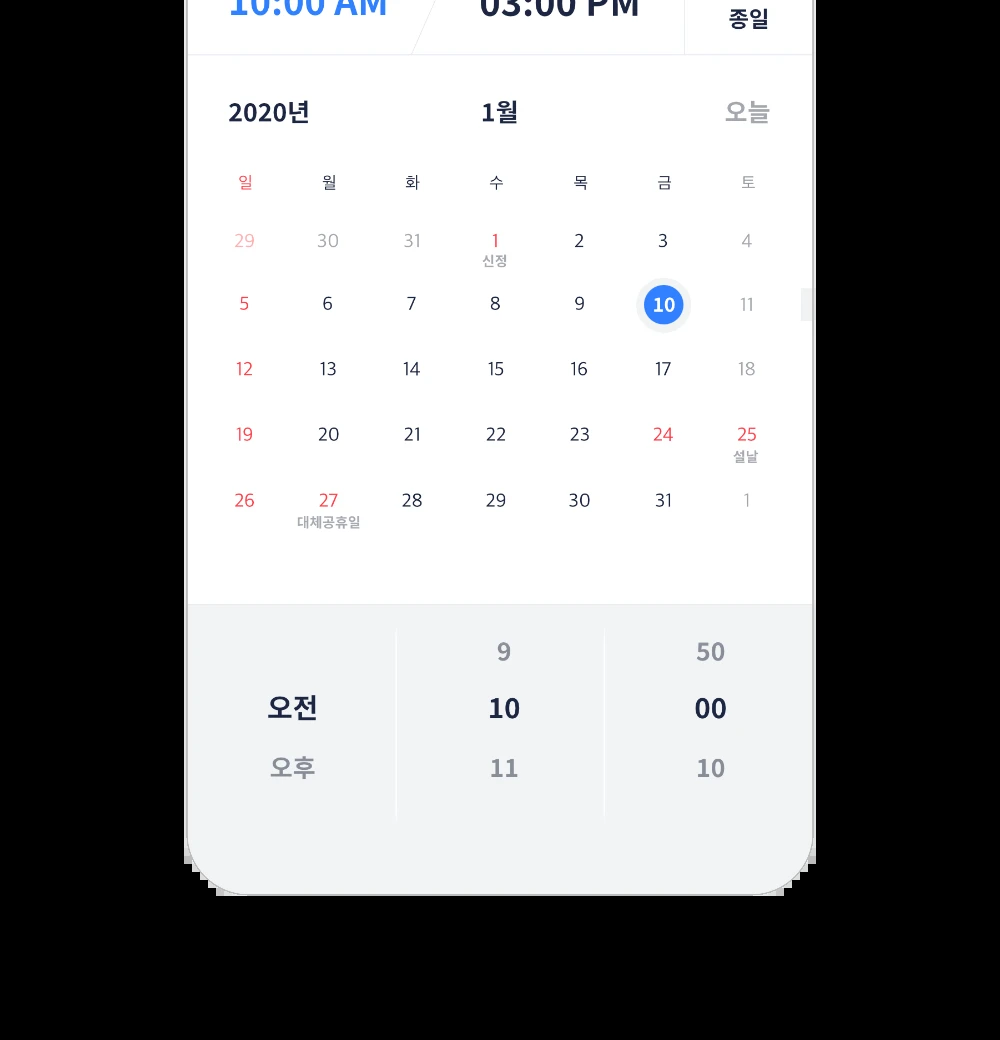 10:00 AM 03:00 PM 종일
2020년 1월 오늘
일 월 화 수 목 금 토
29 30 31 1 2 3 4
신정
5 6 7 8 9 10 11
12 13 14 15 16 17 18
19 20 21 22 23 24 25
설날
26 27 28 29 30 31 1
대체공휴일
9 50
오전 10 00
오후 11 10